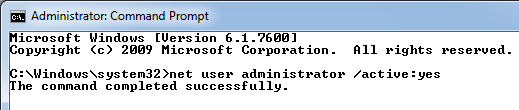 Administrator: Command Prompt
Microsoft Windows [Version 6.1.7600]
Copyright (c) 2009 Microsoft Corporation.  All rights reserved.
C:\Windows\system32>net user administrator /active:yes
The command completed successfully.